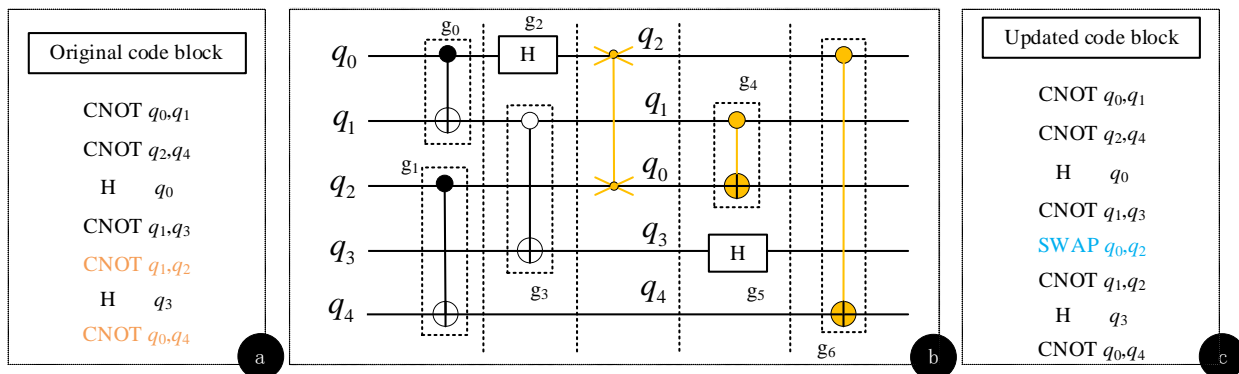 Original code block
CNOT q0,q1
CNOT q2,q4
H q0
CNOT q1,q3
CNOT q1,q2
H q3
CNOT q0,q4
a
g0
g2
q0
H
q2
q1
q1
g4
g1
q2
q0
q3
q3
H
g3
g5
q4
q4
g6
b
Updated code block
CNOT q0,q1
CNOT q2,q4
H q0
CNOT q1,q3
SWAP q0,q2
CNOT q1,q2
H q3
CNOT q0,q4
c